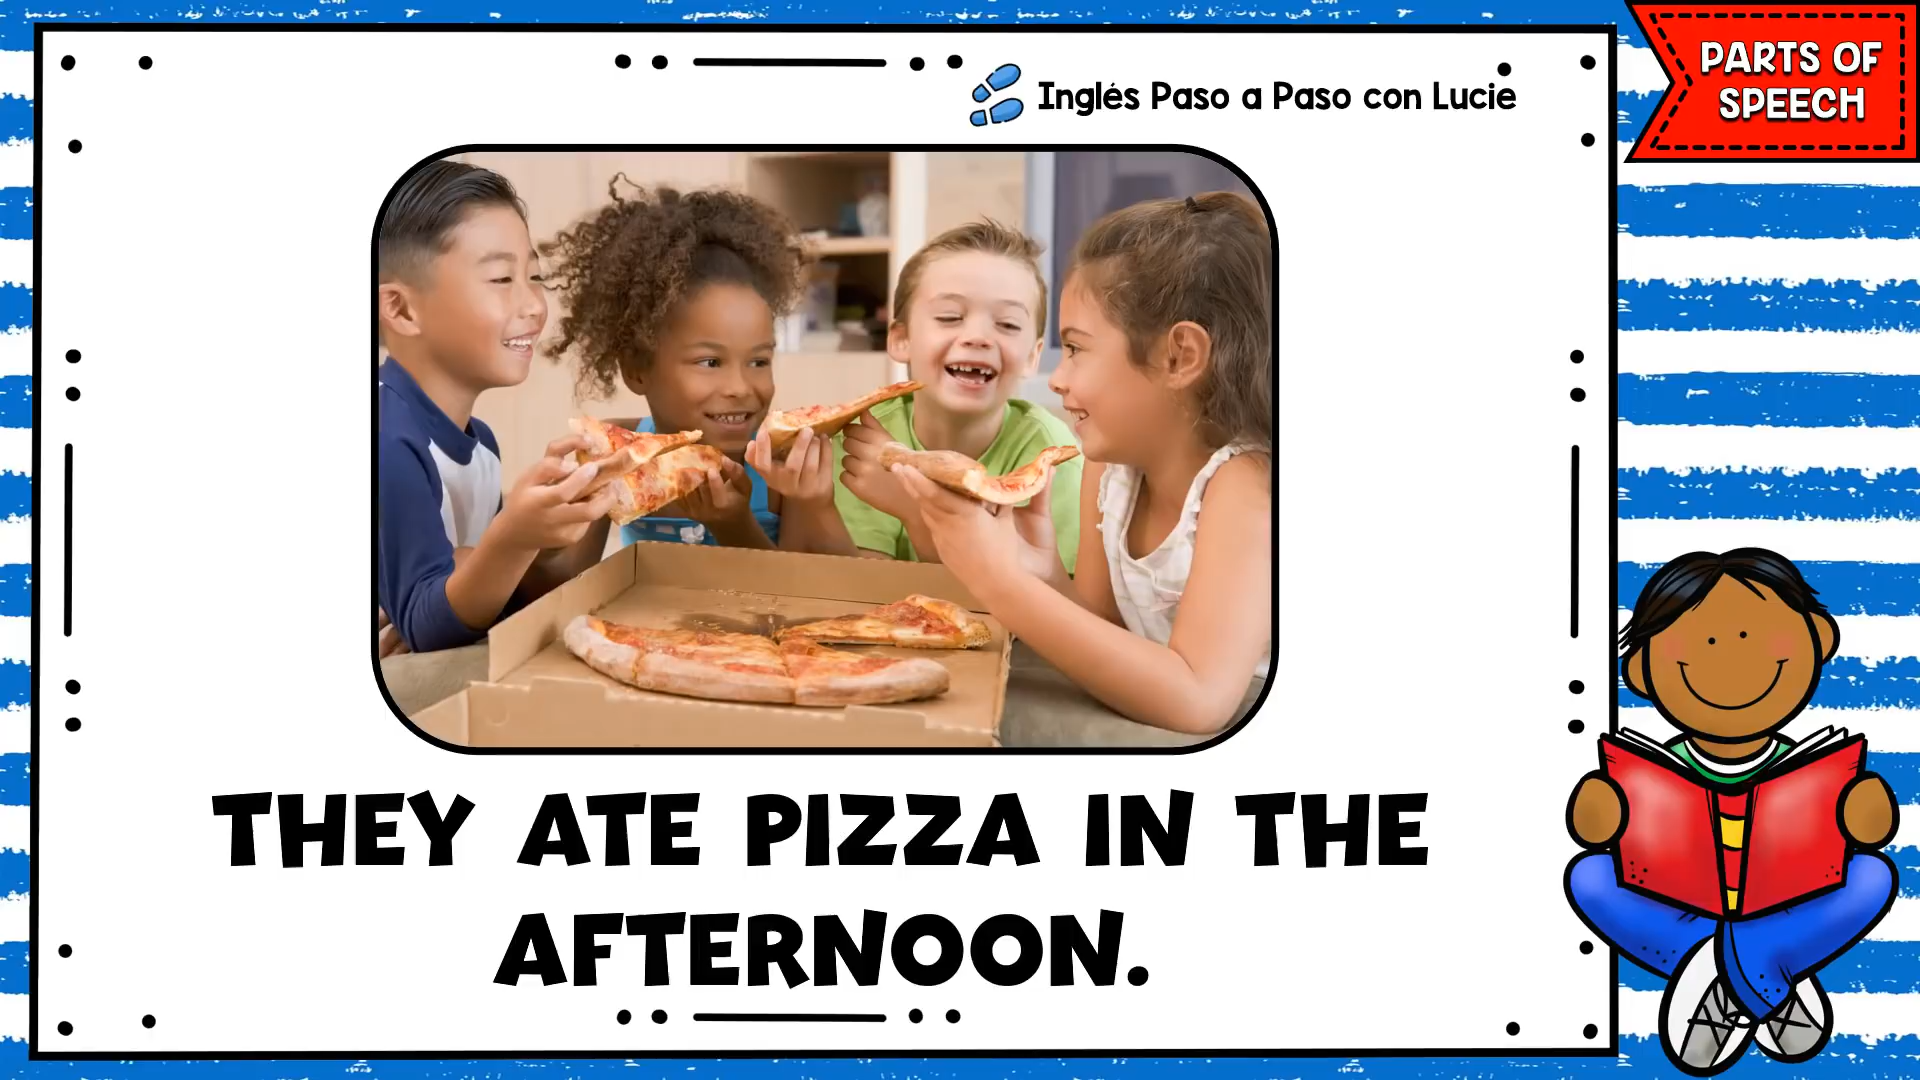 PARTS OF
SPEECH
Inglés Paso a Paso con Lucie
THEY ATE PIZZA IN THE
AFTERNOON.